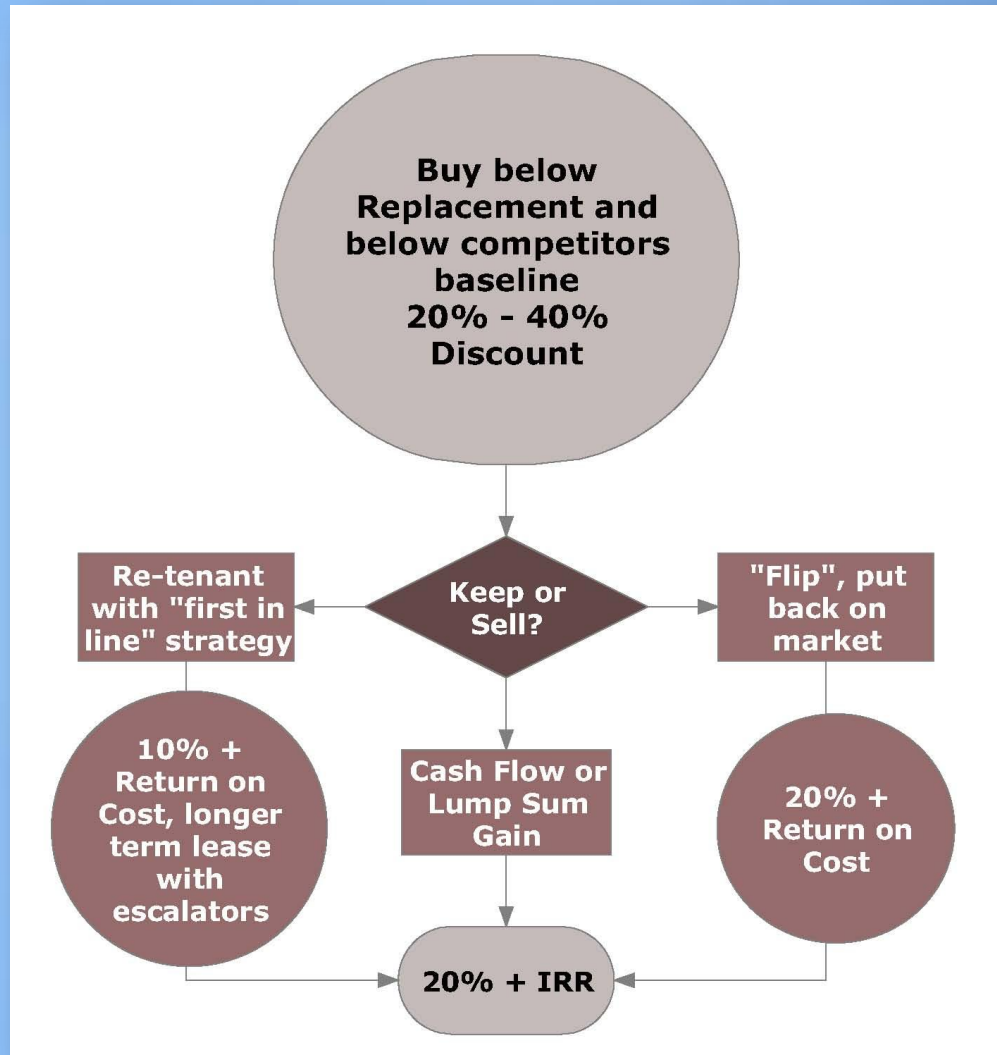 Buy below
Replacement and
below competitors
baseline
20% - 40%
Discount
Re-tenant
with "first in
line" strategy
Keep or
Sell?
"Flip", put
back on
market
10% +
Return on
Cost, longer
term lease
with
escalators
Cash Flow or
Lump Sum
Gain
20% +
Return on
Cost
20% + IRR